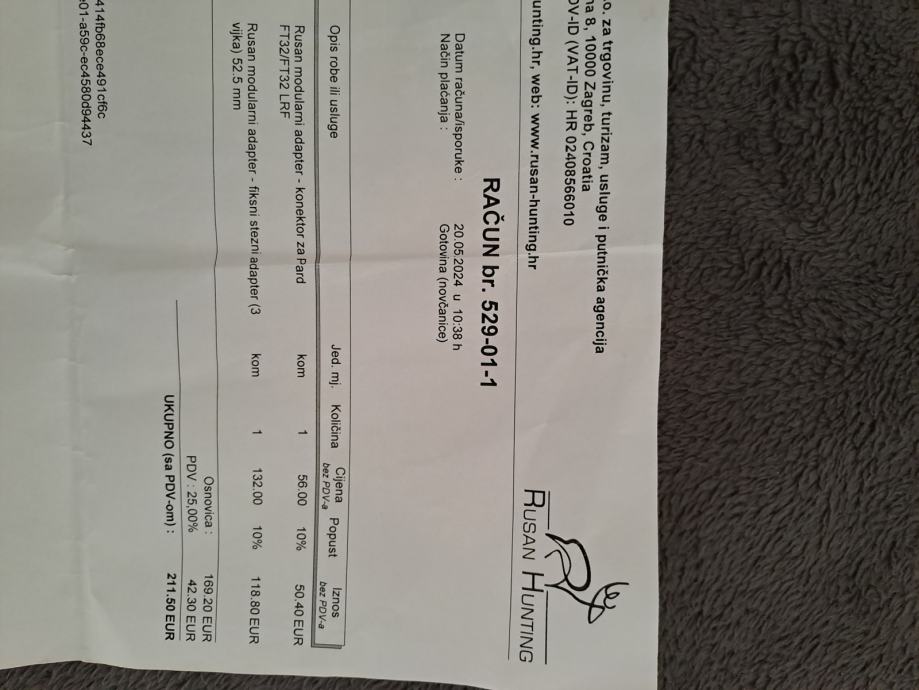 o. za trgovinu, turizam, usluge i putnička agencija
na 8, 10000 Zagreb, Croatia
DV-ID (VAT-ID): HR 02408566010
unting.hr, web: www.rusan-hunting.hr
RUSAN HUNTING
RAČUN br. 529-01-1
Datum računa/isporuke : 20.05.2024 u 10:38 h
Način plaćanja : Gotovina (novčanice)
Opis robe ili usluge Jed. mj. Količina Cijena bez PDV-a Popust Iznos bez PDV-a
Rusan modularni adapter - konektor za Pard kom 1 56.00 10% 50.40 EUR
FT32/FT32 LRF
Rusan modularni adapter - fiksni stezni adapter (3 kom 1 132.00 10% 118.80 EUR
vijka) 52.5 mm
Osnovica : 169.20 EUR
PDV : 25,00% 42.30 EUR
UKUPNO (sa PDV-om) : 211.50 EUR
414fb68ece491cf6c
e01-a59c-ec4580d94437